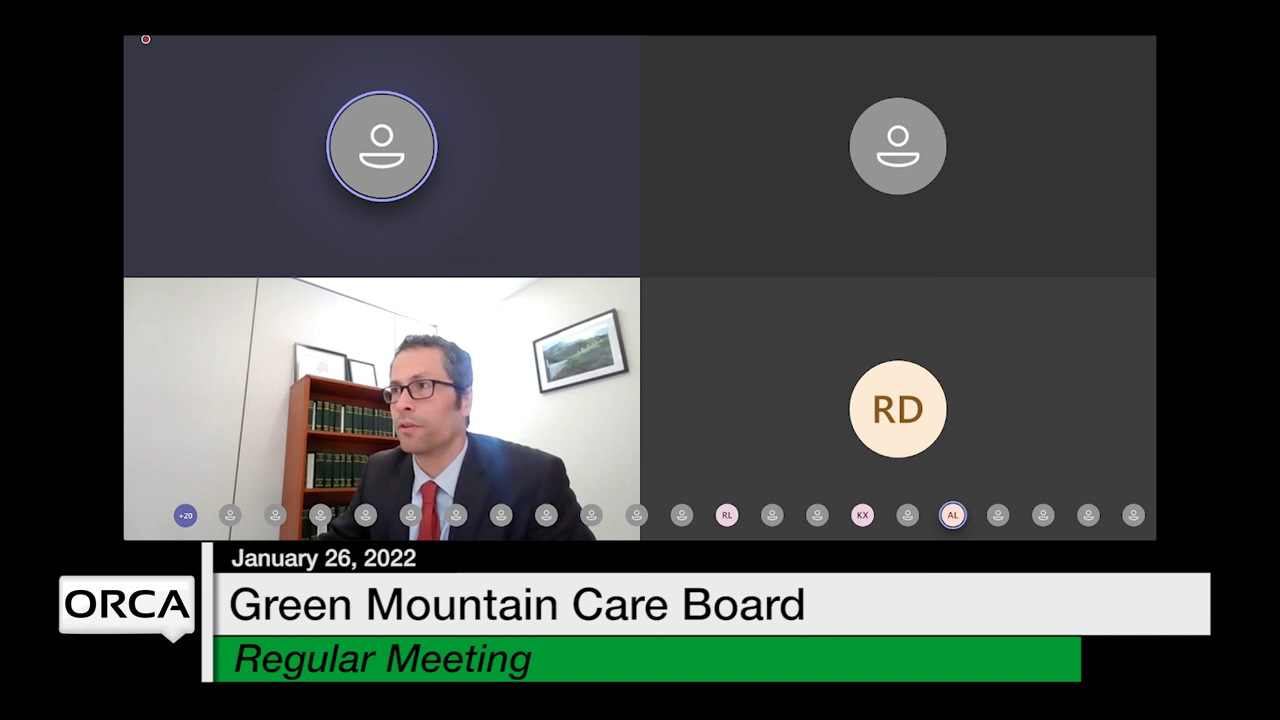 RD
+20
RL
KX
AL
January 26, 2022
ORCA
Green Mountain Care Board
Regular Meeting